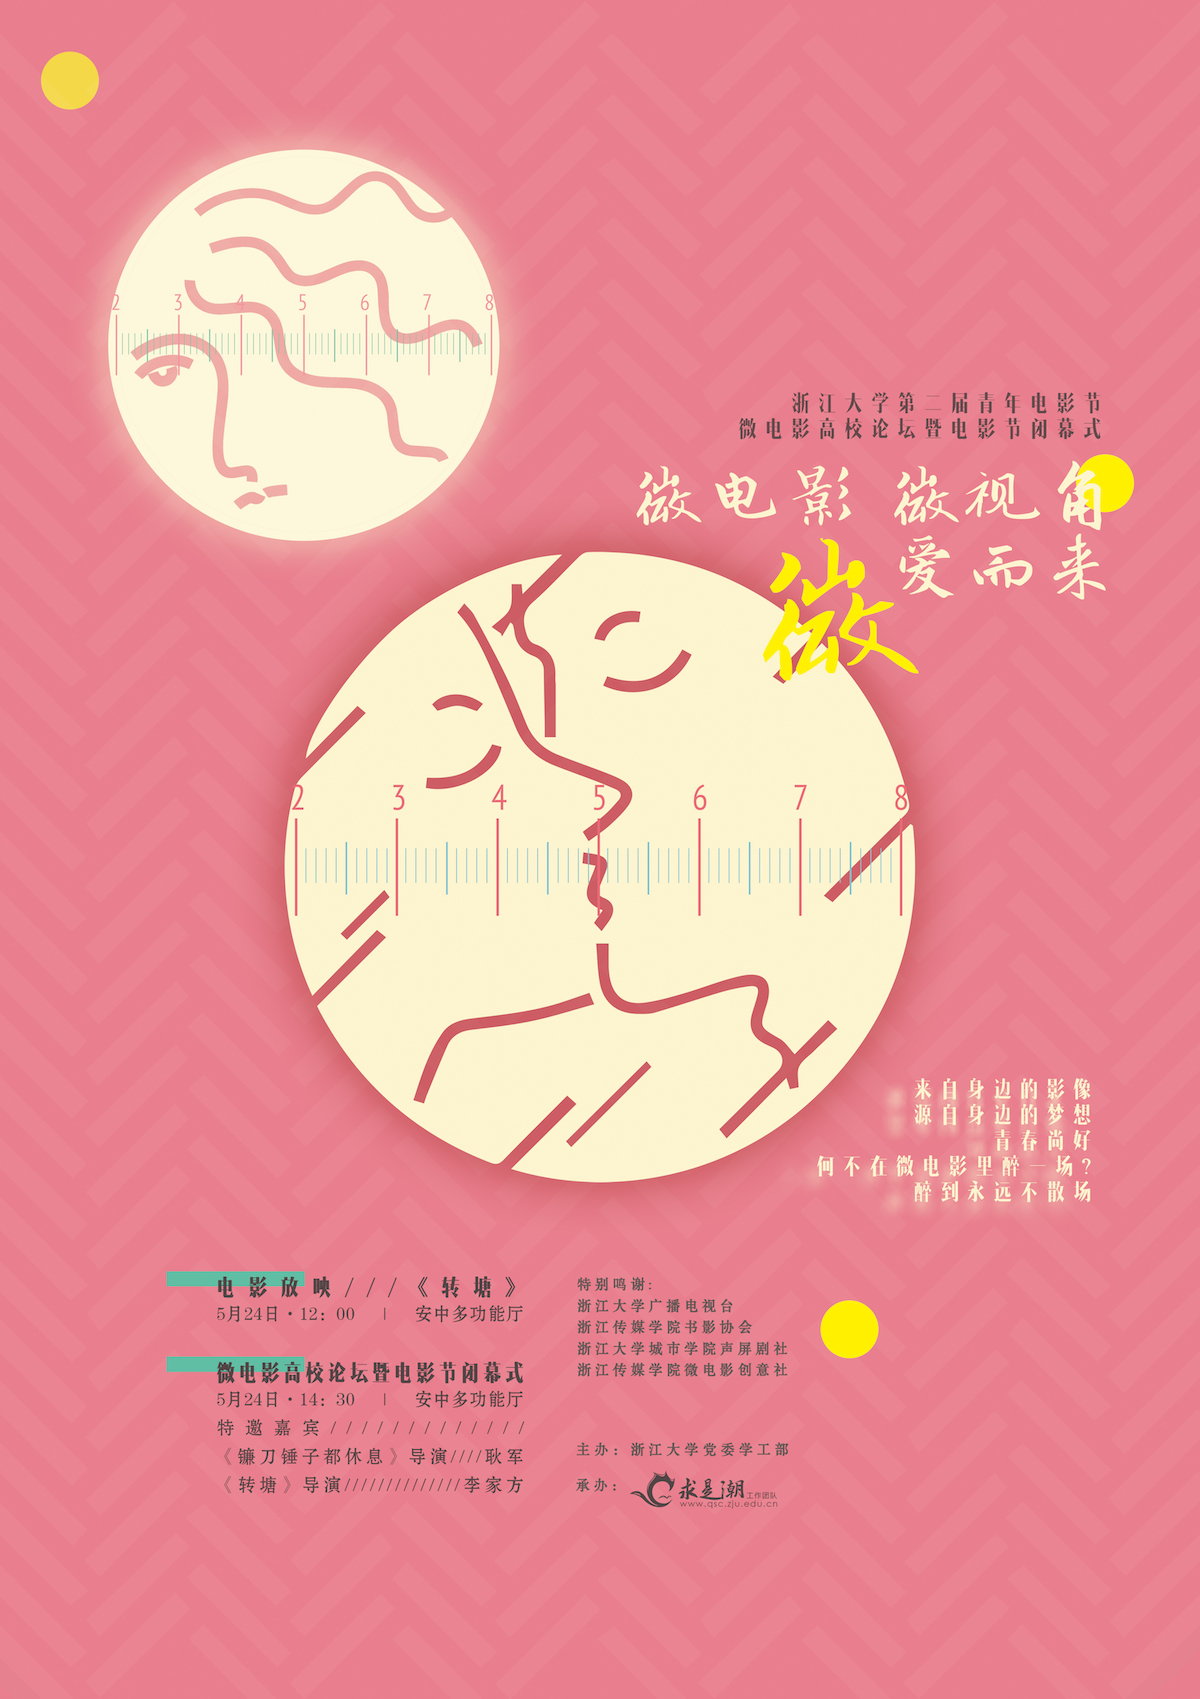 2 3 4 5 6 7 8
浙江大学第二届青年电影节
微电影高校论坛暨电影节闭幕式
微电影 微视角
微爱而来
2 3 4 5 6 7 8
来自身边的影像
源自身边的梦想
青春尚好
何不在微电影里醉一场?
醉到永远不散场
电影放映///《转塘》
5月24日·12：00 | 安中多功能厅
微电影高校论坛暨电影节闭幕式
5月24日·14：30 | 安中多功能厅
特邀嘉宾/////////////
《镰刀锤子都休息》导演////耿军
《转塘》导演//////////////李家方
特别鸣谢:
浙江大学广播电视台
浙江传媒学院书影协会
浙江大学城市学院声屏剧社
浙江传媒学院微电影创意社
主办：浙江大学党委学工部
承办：求是潮工作团队
www.qsc.zju.edu.cn